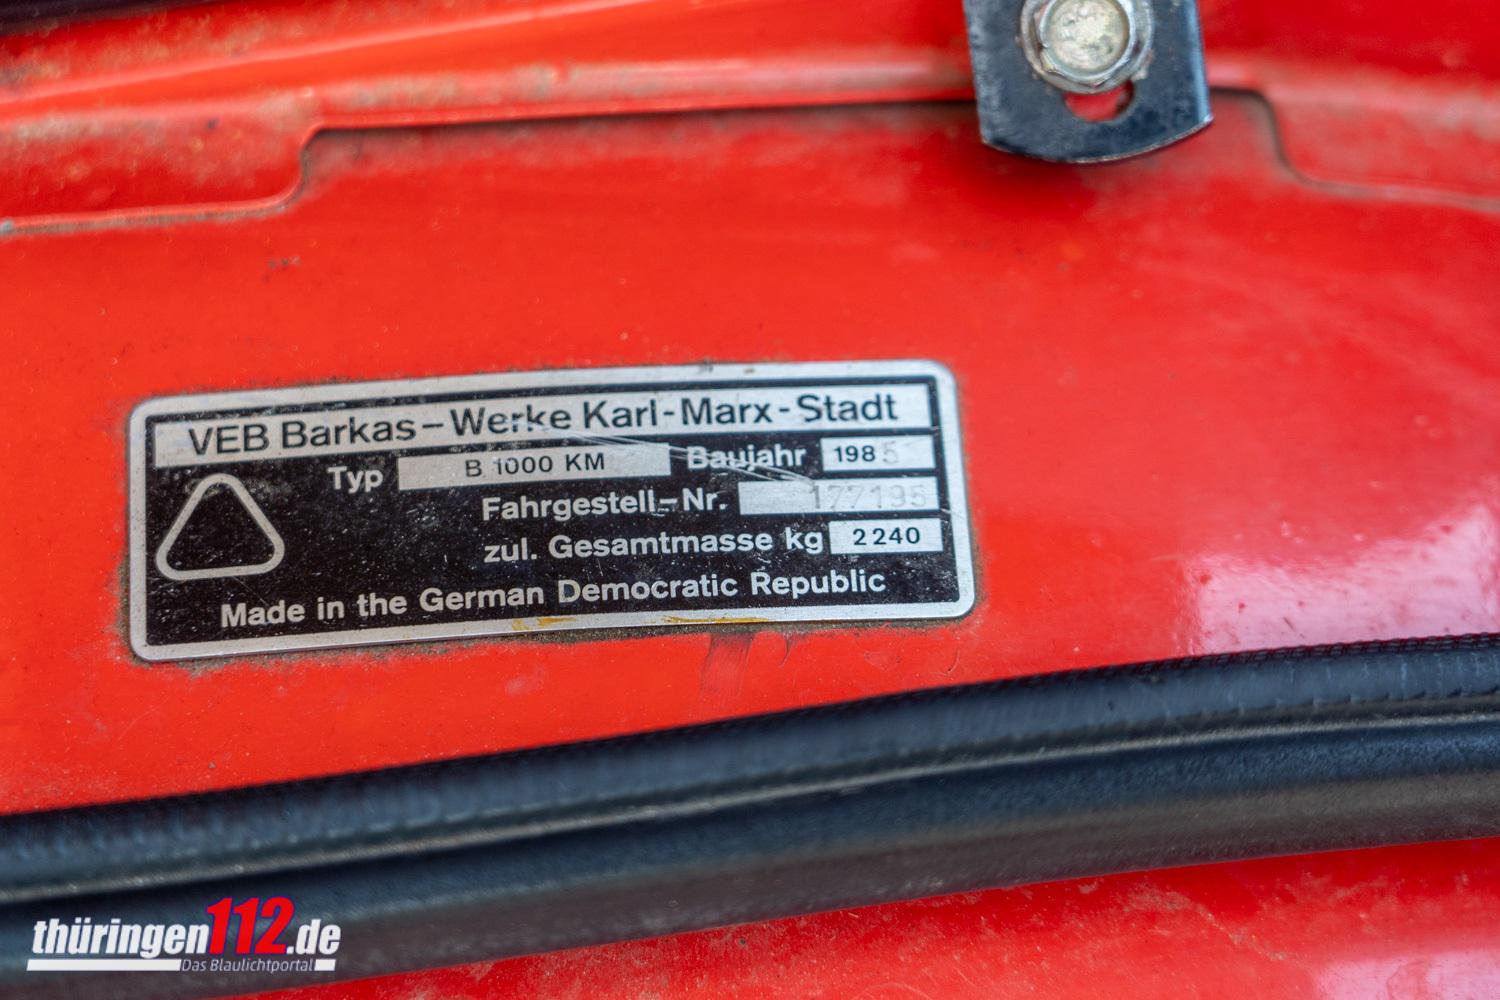 VEB Barkas-Werke Karl-Marx-Stadt
Typ B 1000 KM Baujahr 1985
Fahrgestell-Nr. 177195
zul. Gesamtmasse kg 2240
Made in the German Democratic Republic
thüringen112.de
Das Blaulichtportal